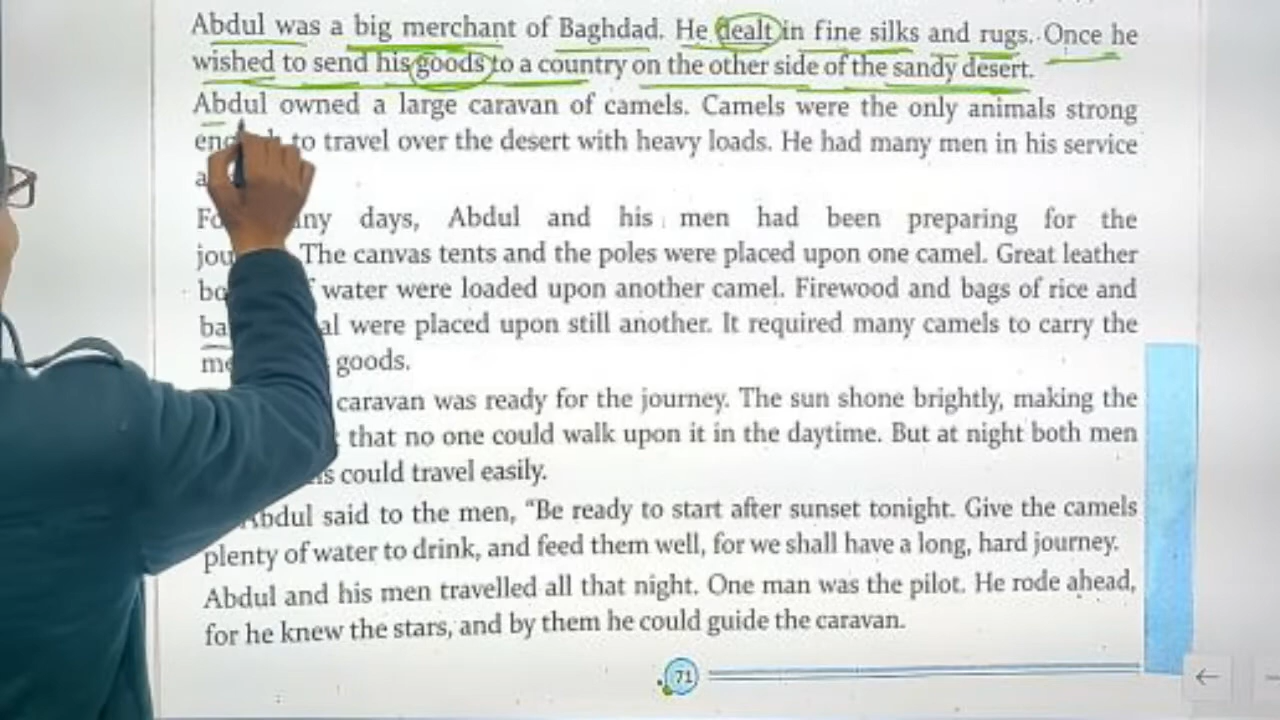 Abdul was a big merchant of Baghdad. He dealt in fine silks and rugs. Once he
wished to send his goods to a country on the other side of the sandy desert.
Abdul owned a large caravan of camels. Camels were the only animals strong
to travel over the desert with heavy loads. He had many men in his service
days, Abdul and his men had been preparing for the
The canvas tents and the poles were placed upon one camel. Great leather
water were loaded upon another camel. Firewood and bags of rice and
were placed upon still another. It required many camels to carry the
goods.
caravan was ready for the journey. The sun shone brightly, making the
that no one could walk upon it in the daytime. But at night both men
could travel easily.
Abdul said to the men, “Be ready to start after sunset tonight. Give the camels
plenty of water to drink, and feed them well, for we shall have a long, hard journey.
Abdul and his men travelled all that night. One man was the pilot. He rode ahead,
for he knew the stars, and by them he could guide the caravan.
71